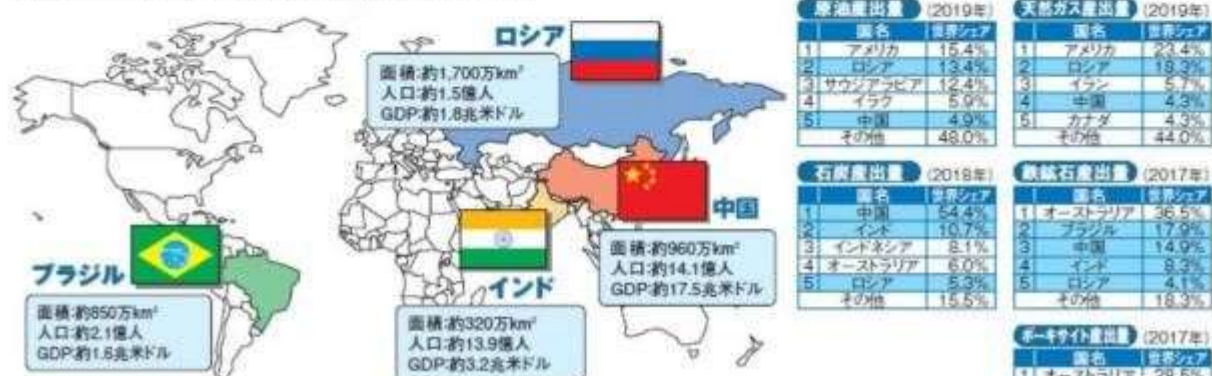 ロシア
面積:約1,700万km²
人口:約1.5億人
GDP:約1.8兆米ドル
中国
面積:約960万km²
人口:約14.1億人
GDP:約17.5兆米ドル
インド
面積:約320万km²
人口:約13.9億人
GDP:約3.2兆米ドル
ブラジル
面積:約850万km²
人口:約2.1億人
GDP:約1.6兆米ドル
原油産出量 (2019年)
国名 世界シェア
1 アメリカ 15.4%
2 ロシア 13.4%
3 サウジアラビア 12.4%
4 イラク 5.9%
5 中国 4.9%
その他 48.0%
天然ガス産出量 (2019年)
国名 世界シェア
1 アメリカ 23.4%
2 ロシア 18.3%
3 イラン 5.7%
4 中国 4.3%
5 カナダ 4.3%
その他 44.0%
石炭産出量 (2018年)
国名 世界シェア
1 中国 54.4%
2 インド 10.7%
3 インドネシア 8.1%
4 オーストラリア 6.0%
5 ロシア 5.3%
その他 15.5%
鉄鉱石産出量 (2017年)
国名 世界シェア
1 オーストラリア 36.5%
2 ブラジル 17.9%
3 中国 14.9%
4 インド 8.3%
5 ロシア 4.1%
その他 18.3%
ボーキサイト産出量 (2017年)
国名 世界シェア
1 オーストラリア 28.5%